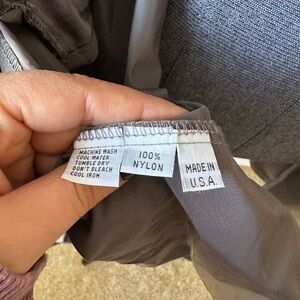 MACHINE WASH
COOL WATER
TUMBLE DRY
DON'T BLEACH
COOL IRON
100%
NYLON
MADE IN
U.S.A.